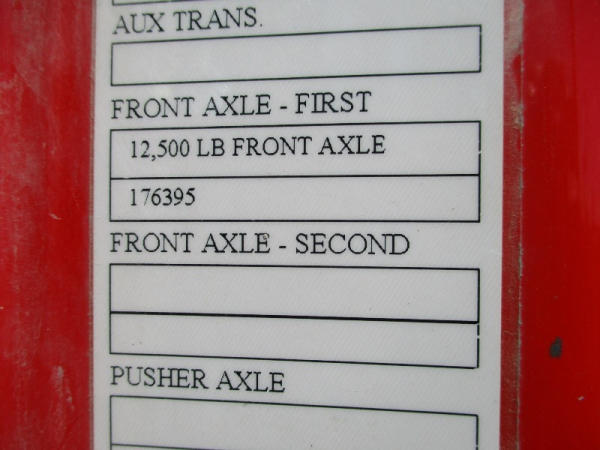 AUX TRANS.
FRONT AXLE - FIRST
12,500 LB FRONT AXLE
176395
FRONT AXLE - SECOND
PUSHER AXLE